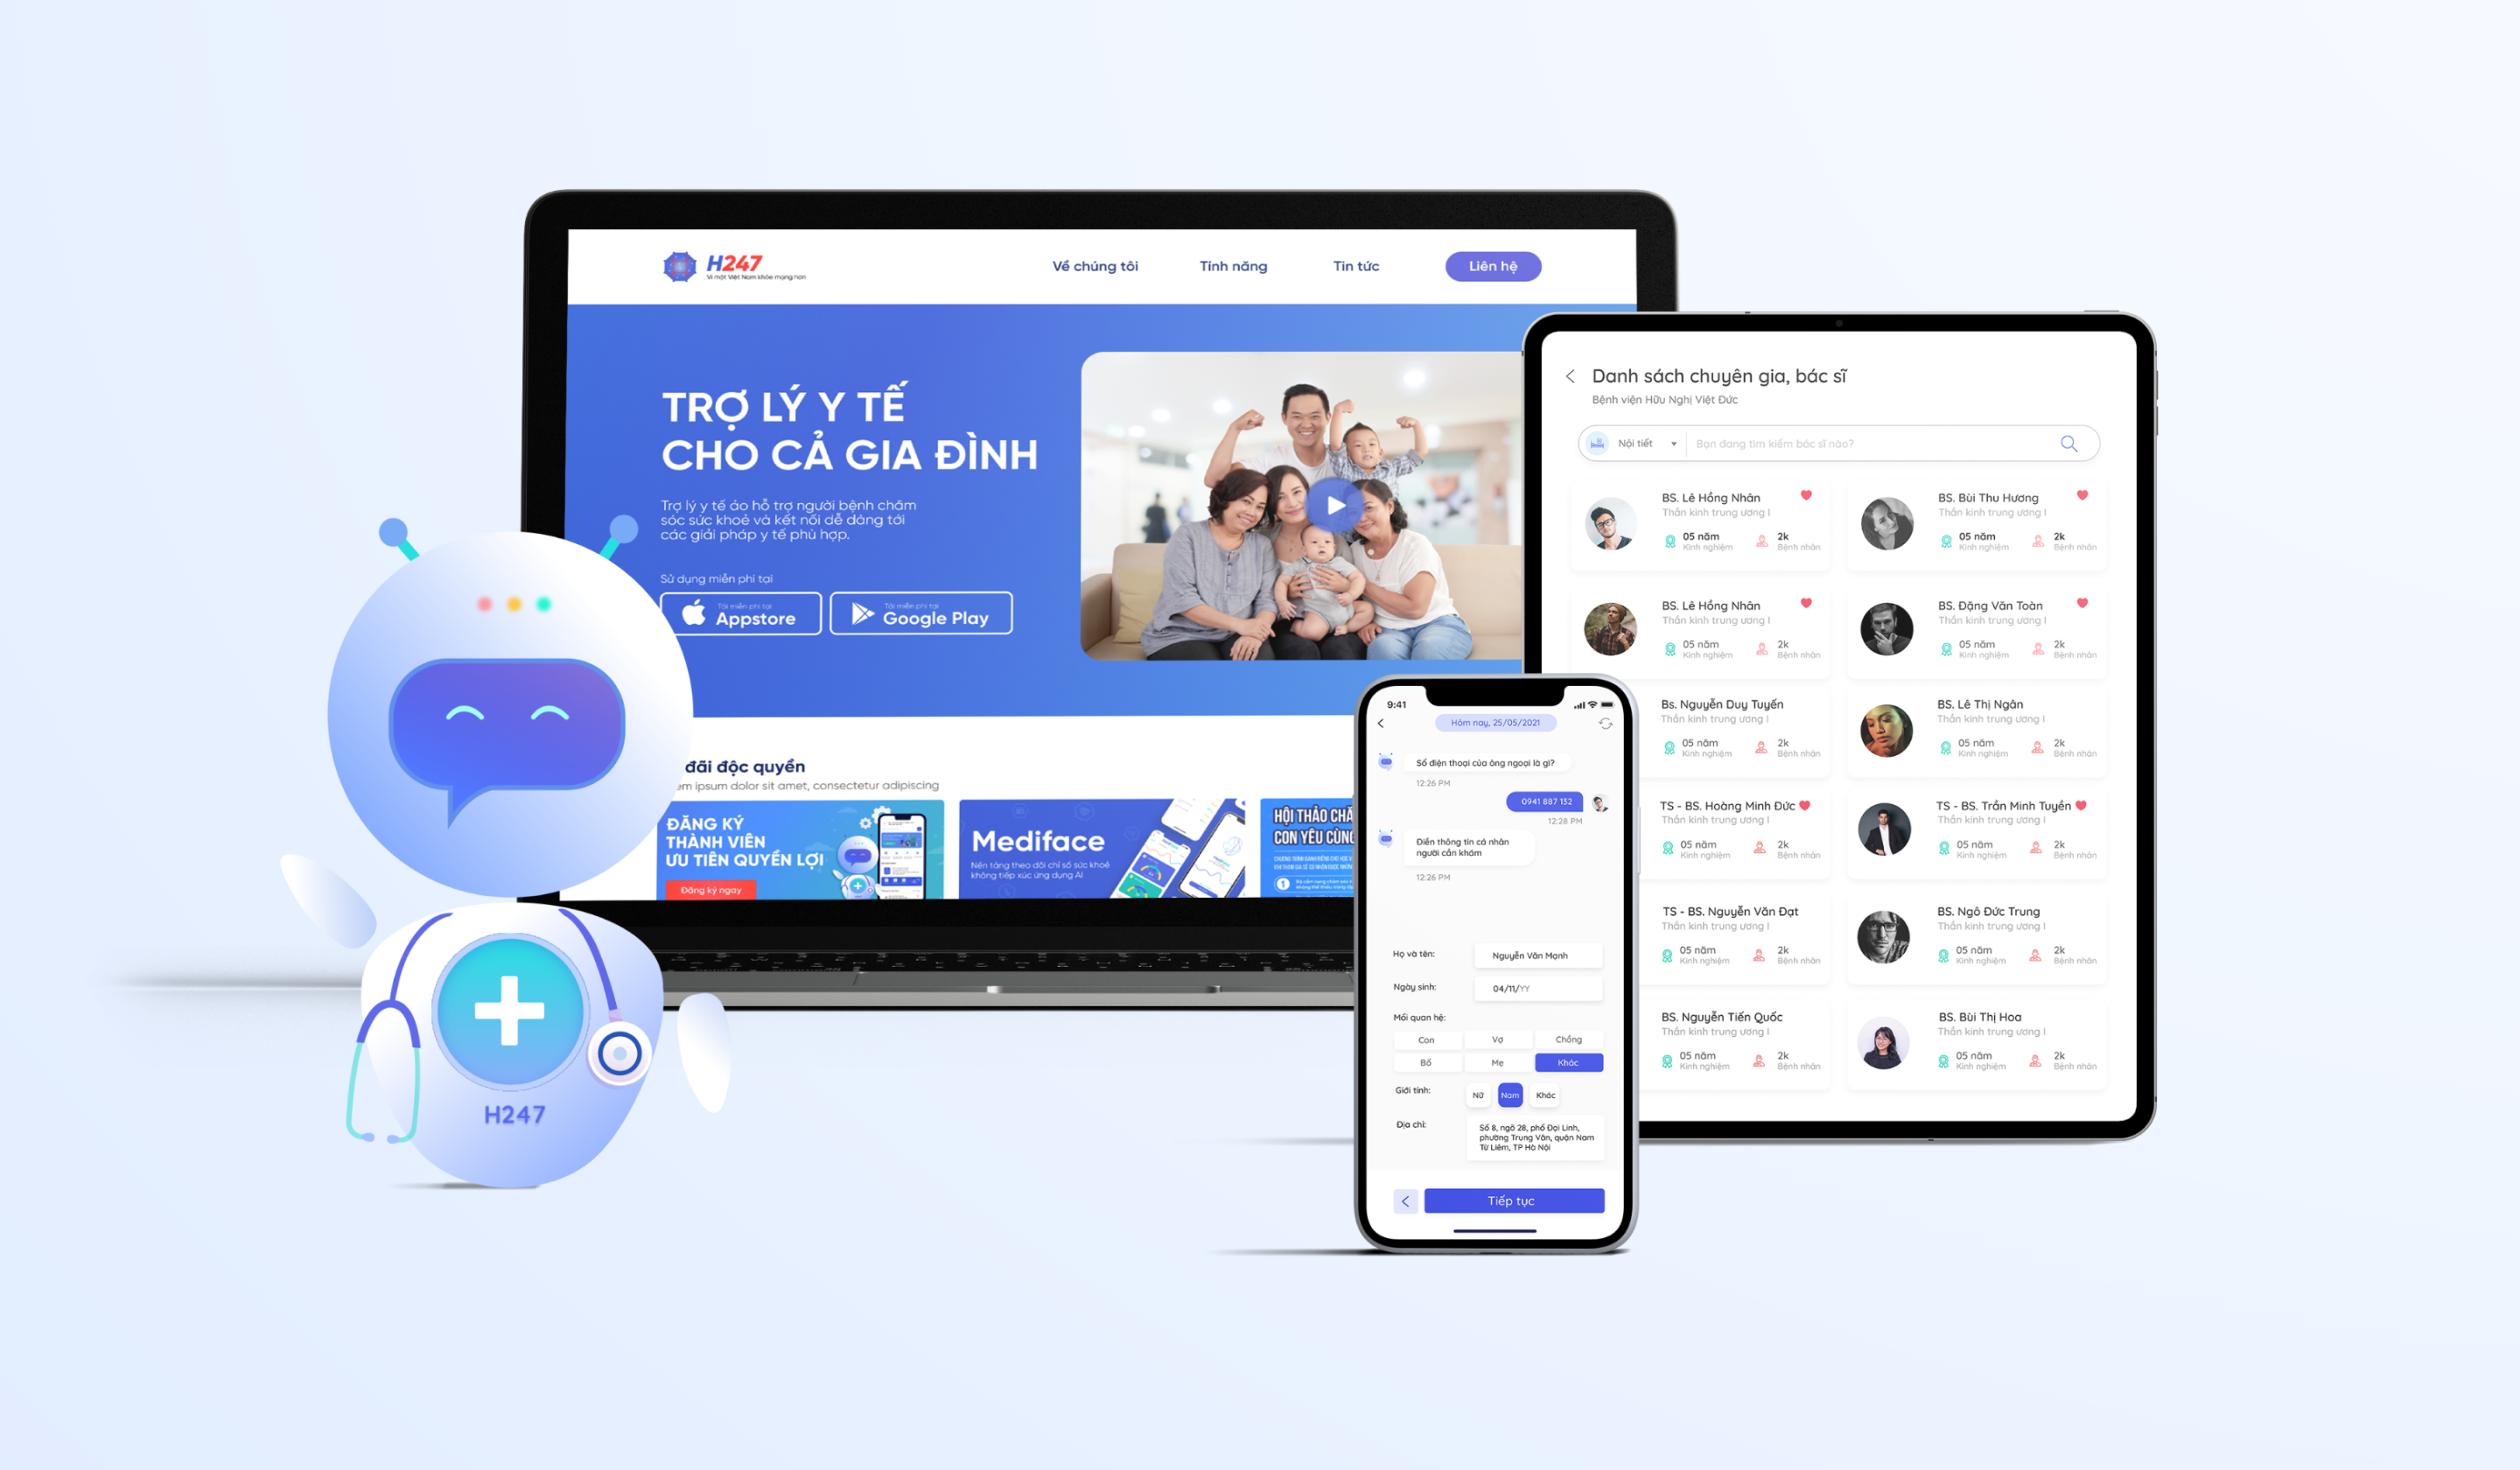 H247
Vì một Việt Nam khỏe mạng hơn
Về chúng tôi
Tính năng
Tin tức
Liên hệ
TRỢ LÝ Y TẾ
CHO CẢ GIA ĐÌNH
Trợ lý y tế ảo hỗ trợ người bệnh chăm
sóc sức khoẻ và kết nối dễ dàng tới
các giải pháp y tế phù hợp.
Sử dụng miễn phí tại
Tải miễn phí tại
Appstore
Tải miễn phí tại
Google Play
đãi độc quyền
em ipsum dolor sit amet, consectetur adipiscing
ĐĂNG KÝ
THÀNH VIÊN
ƯU TIÊN QUYỀN LỢI
Đăng ký ngay
Mediface
Nền tảng theo dõi chỉ số sức khoẻ
không tiếp xúc ứng dụng AI
HỘI THẢO CHĂ
CON YÊU CÙNG
1
H247
Danh sách chuyên gia, bác sĩ
Bệnh viện Hữu Nghị Việt Đức
Nội tiết
Bạn đang tìm kiếm bác sĩ nào?
BS. Lê Hồng Nhân
Thần kinh trung ương I
05 năm
Kinh nghiệm
2k
Bệnh nhân
BS. Bùi Thu Hương
Thần kinh trung ương I
05 năm
Kinh nghiệm
2k
Bệnh nhân
BS. Lê Hồng Nhân
Thần kinh trung ương I
05 năm
Kinh nghiệm
2k
Bệnh nhân
BS. Đặng Văn Toàn
Thần kinh trung ương I
05 năm
Kinh nghiệm
2k
Bệnh nhân
Bs. Nguyễn Duy Tuyến
Thần kinh trung ương I
05 năm
Kinh nghiệm
2k
Bệnh nhân
BS. Lê Thị Ngân
Thần kinh trung ương I
05 năm
Kinh nghiệm
2k
Bệnh nhân
TS - BS. Hoàng Minh Đức
Thần kinh trung ương I
05 năm
Kinh nghiệm
2k
Bệnh nhân
TS - BS. Trần Minh Tuyền
Thần kinh trung ương I
05 năm
Kinh nghiệm
2k
Bệnh nhân
TS - BS. Nguyễn Văn Đạt
Thần kinh trung ương I
05 năm
Kinh nghiệm
2k
Bệnh nhân
BS. Ngô Đức Trung
Thần kinh trung ương I
05 năm
Kinh nghiệm
2k
Bệnh nhân
BS. Nguyễn Tiến Quốc
Thần kinh trung ương I
05 năm
Kinh nghiệm
2k
Bệnh nhân
BS. Bùi Thị Hoa
Thần kinh trung ương I
05 năm
Kinh nghiệm
2k
Bệnh nhân
9:41
Hôm nay, 25/05/2021
Số điện thoại của ông ngoại là gì?
12:26 PM
0941 887 132
12:28 PM
Điền thông tin cá nhân
người cần khám
12:26 PM
Họ và tên:
Nguyễn Văn Mạnh
Ngày sinh:
04/11/YY
Mối quan hệ:
Con
Vợ
Chồng
Bố
Mẹ
Khác
Giới tính:
Nữ
Nam
Khác
Địa chỉ:
Số 8, ngõ 28, phố Đại Linh,
phường Trung Văn, quận Nam
Từ Liêm, TP Hà Nội
Tiếp tục